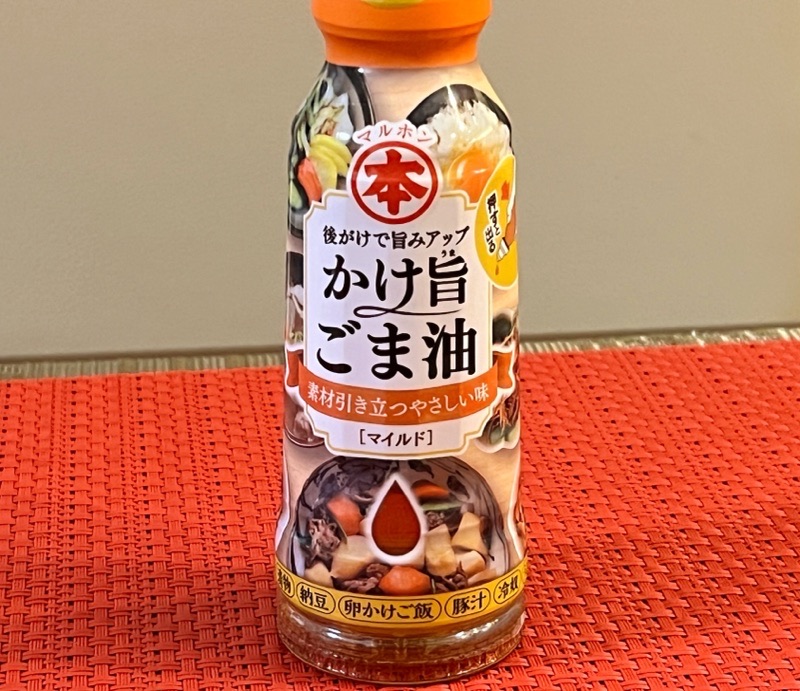 マルホン
本
押すと出る
後がけで旨みアップ
うま
かけ旨
ごま油
素材引き立つやさしい味
[マイルド]
納豆
卵かけご飯
豚汁
冷奴